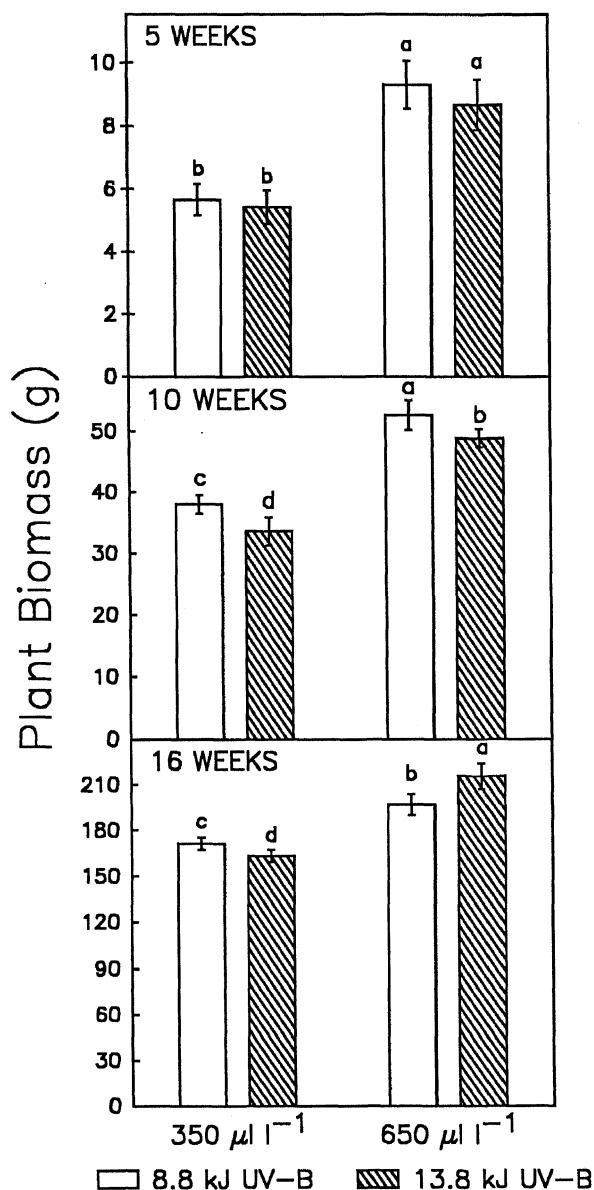 Plant Biomass (g)
5 WEEKS
10
8
6
4
2
0
b
b
a
a
10 WEEKS
50
40
30
20
10
0
c
d
a
b
16 WEEKS
210
180
150
120
90
60
30
0
c
d
b
a
350 µl l⁻¹ 650 µl l⁻¹
8.8 kJ UV–B 13.8 kJ UV–B